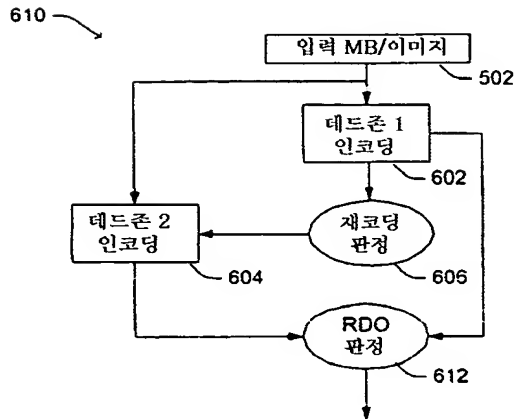 610
입력 MB/이미지
502
데드존 1
인코딩
602
데드존 2
인코딩
604
재코딩
판정
606
RDO
판정
612